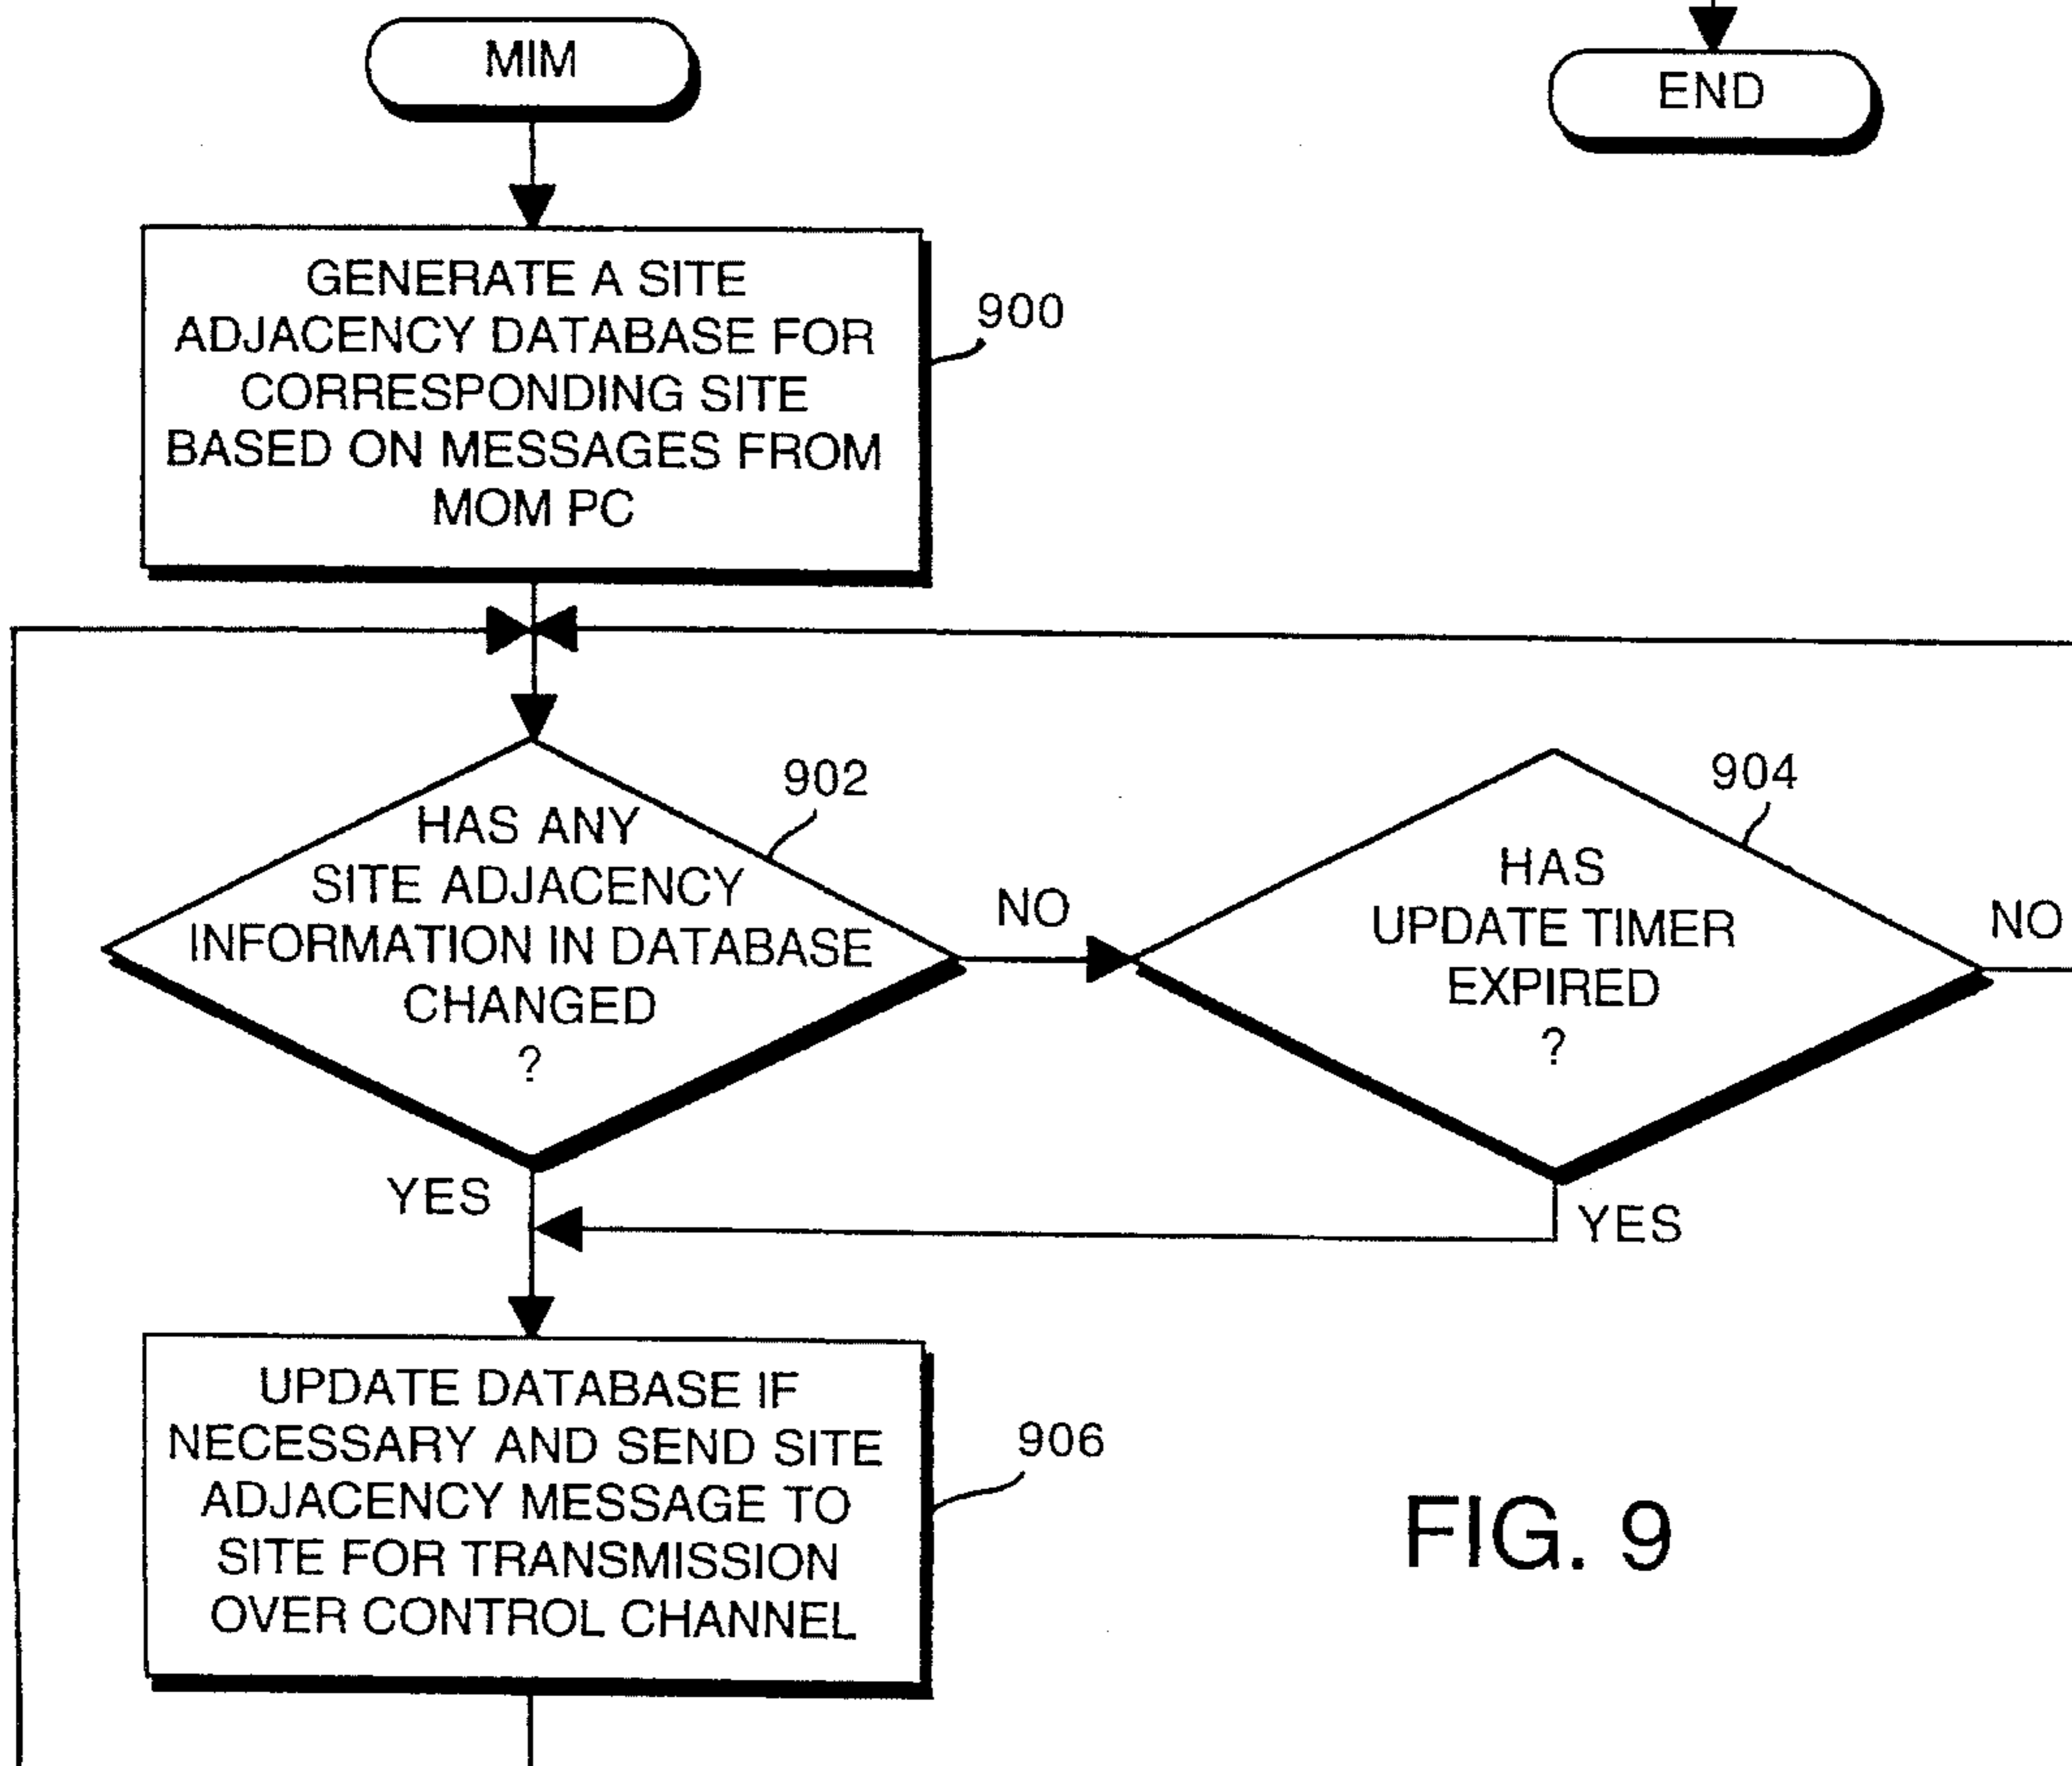 MIM
END
GENERATE A SITE
ADJACENCY DATABASE FOR
CORRESPONDING SITE
BASED ON MESSAGES FROM
MOM PC
900
HAS ANY
SITE ADJACENCY
INFORMATION IN DATABASE
CHANGED
?
902
NO
HAS
UPDATE TIMER
EXPIRED
?
904
NO
YES
YES
UPDATE DATABASE IF
NECESSARY AND SEND SITE
ADJACENCY MESSAGE TO
SITE FOR TRANSMISSION
OVER CONTROL CHANNEL
906
FIG. 9